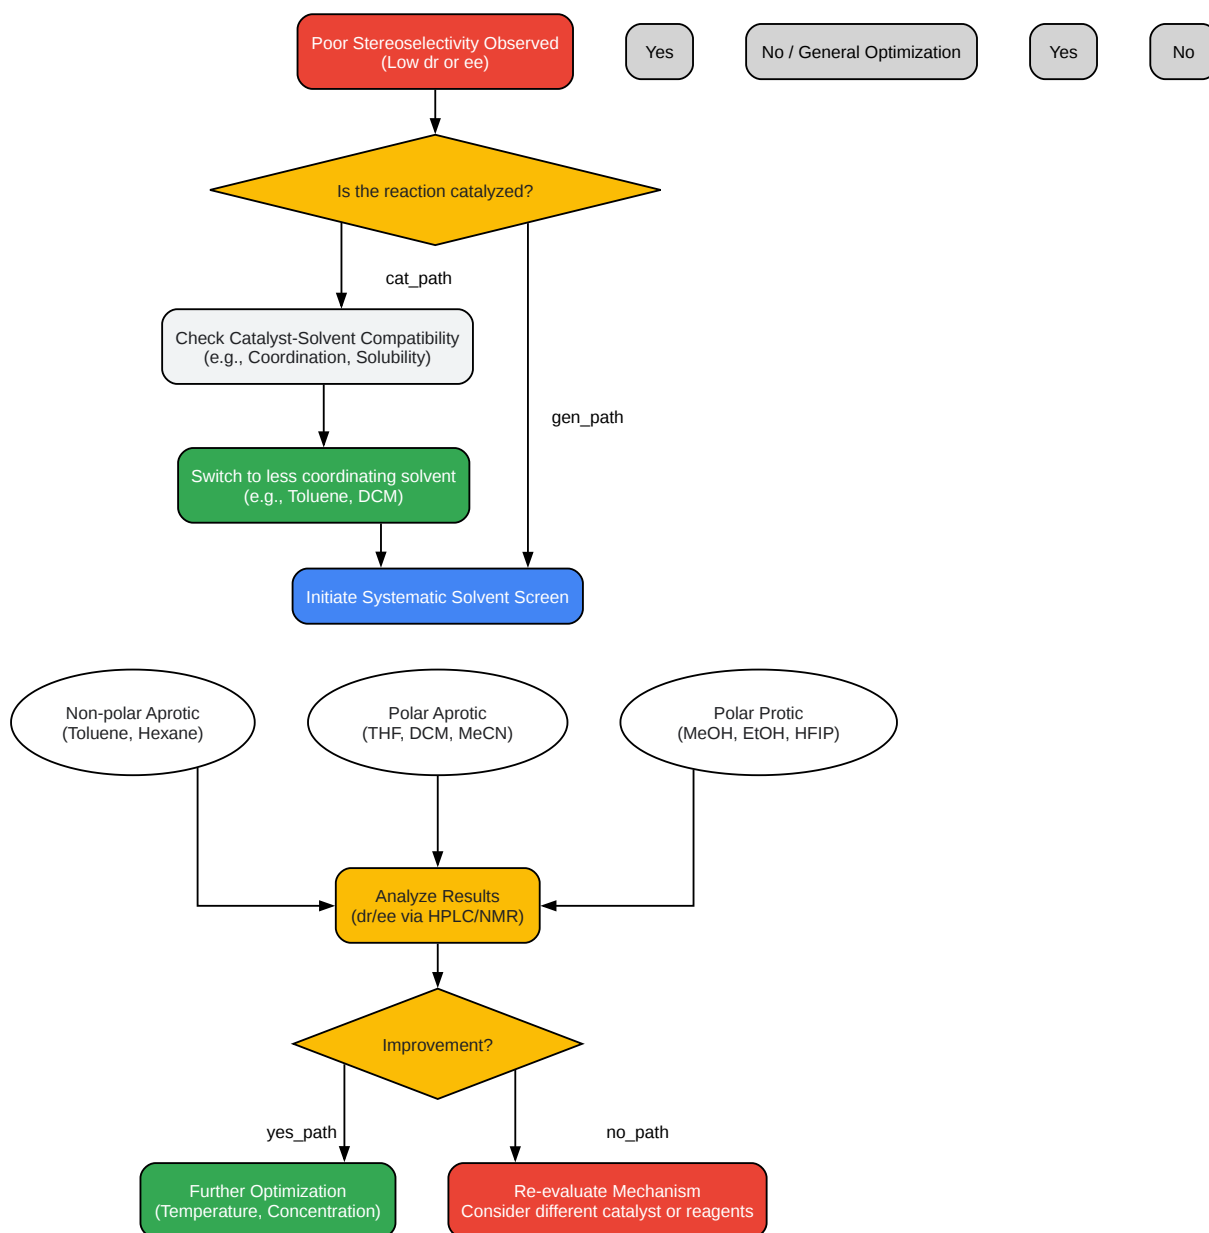 Poor Stereoselectivity Observed
(Low dr or ee)
Yes
No / General Optimization
Yes
No
Is the reaction catalyzed?
cat_path
Check Catalyst-Solvent Compatibility
(e.g., Coordination, Solubility)
gen_path
Switch to less coordinating solvent
(e.g., Toluene, DCM)
Initiate Systematic Solvent Screen
Non-polar Aprotic
(Toluene, Hexane)
Polar Aprotic
(THF, DCM, MeCN)
Polar Protic
(MeOH, EtOH, HFIP)
Analyze Results
(dr/ee via HPLC/NMR)
Improvement?
yes_path
no_path
Further Optimization
(Temperature, Concentration)
Re-evaluate Mechanism
Consider different catalyst or reagents